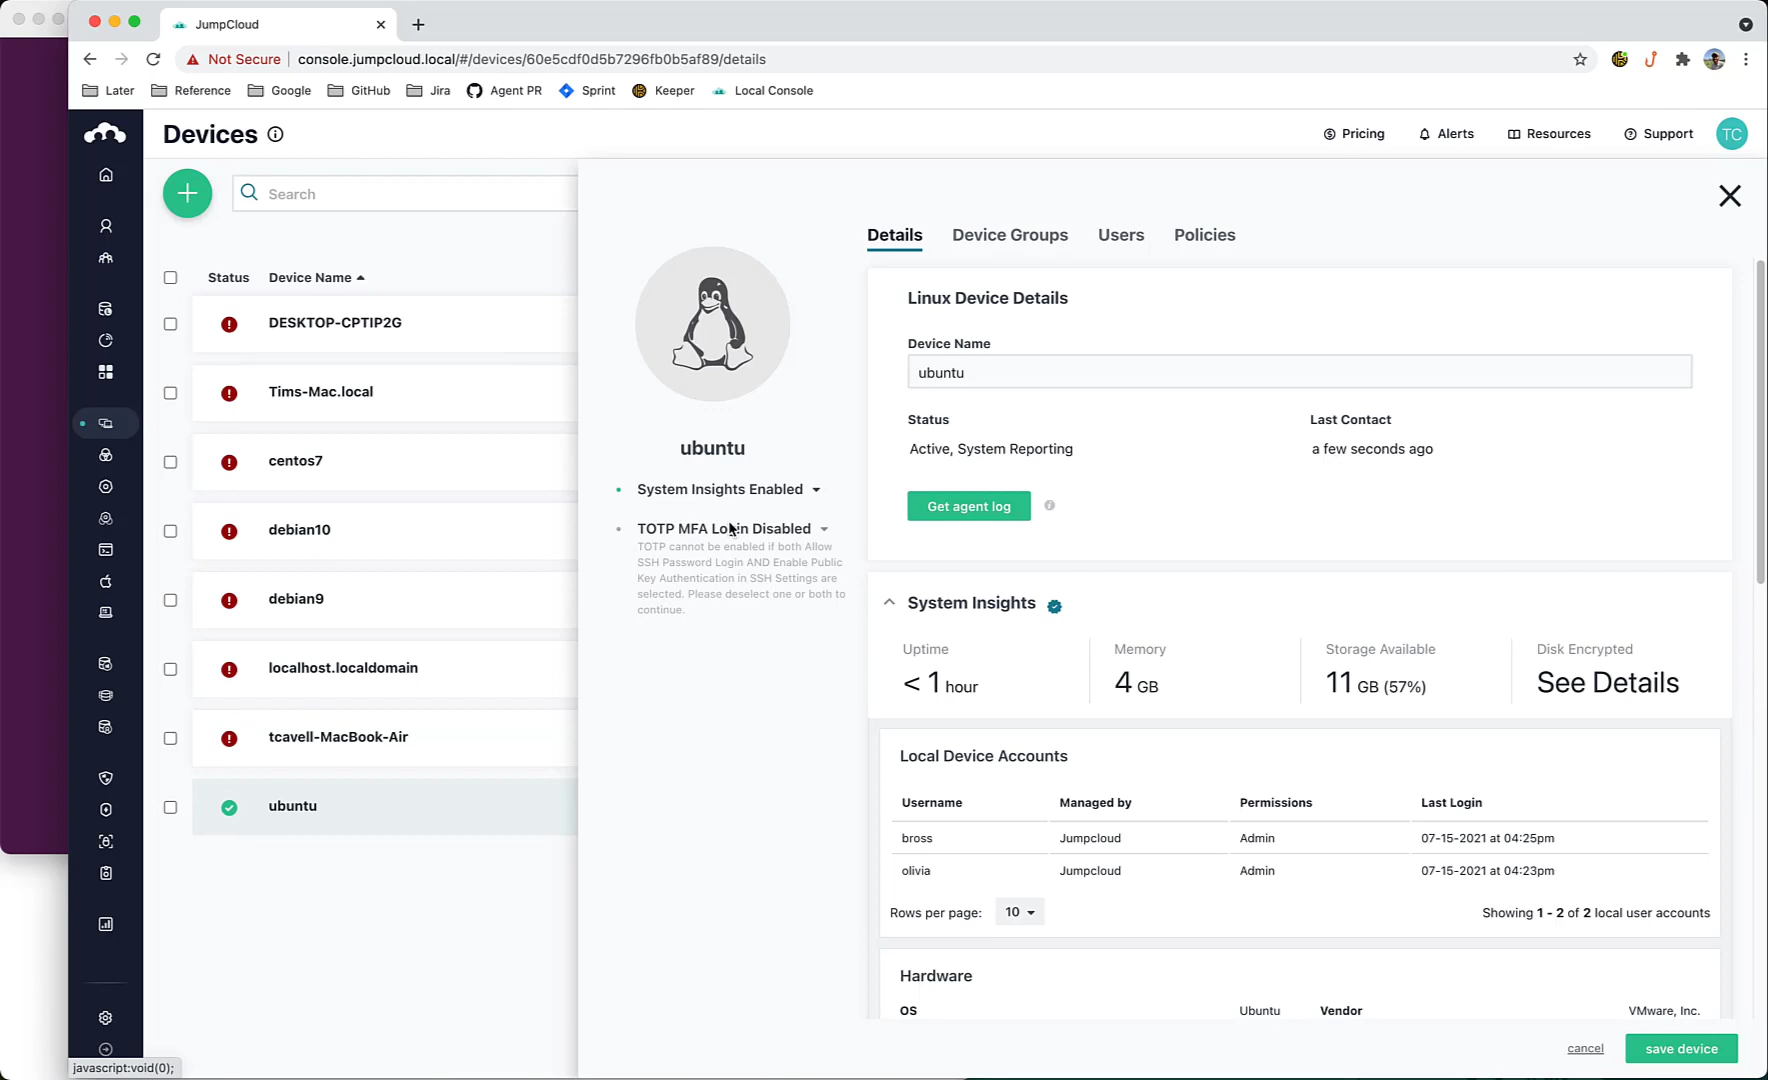 JumpCloud
Not Secure
console.jumpcloud.local/#/devices/60e5cdf0d5b7296fb0b5af89/details
Later
Reference
Google
GitHub
Jira
Agent PR
Sprint
Keeper
Local Console
Devices
Pricing
Alerts
Resources
Support
TC
Search
Status
Device Name
DESKTOP-CPTIP2G
Tims-Mac.local
centos7
debian10
debian9
localhost.localdomain
tcavell-MacBook-Air
ubuntu
ubuntu
System Insights Enabled
TOTP MFA Login Disabled
TOTP cannot be enabled if both Allow
SSH Password Login AND Enable Public
Key Authentication in SSH Settings are
selected. Please deselect one or both to
continue.
Details
Device Groups
Users
Policies
Linux Device Details
Device Name
ubuntu
Status
Last Contact
Active, System Reporting
a few seconds ago
Get agent log
System Insights
Uptime
Memory
Storage Available
Disk Encrypted
< 1 hour
4 GB
11 GB (57%)
See Details
Local Device Accounts
Username
Managed by
Permissions
Last Login
bross
Jumpcloud
Admin
07-15-2021 at 04:25pm
olivia
Jumpcloud
Admin
07-15-2021 at 04:23pm
Rows per page:
10
Showing 1 - 2 of 2 local user accounts
Hardware
OS
Ubuntu
Vendor
VMware, Inc.
cancel
save device
javascript:void(0);